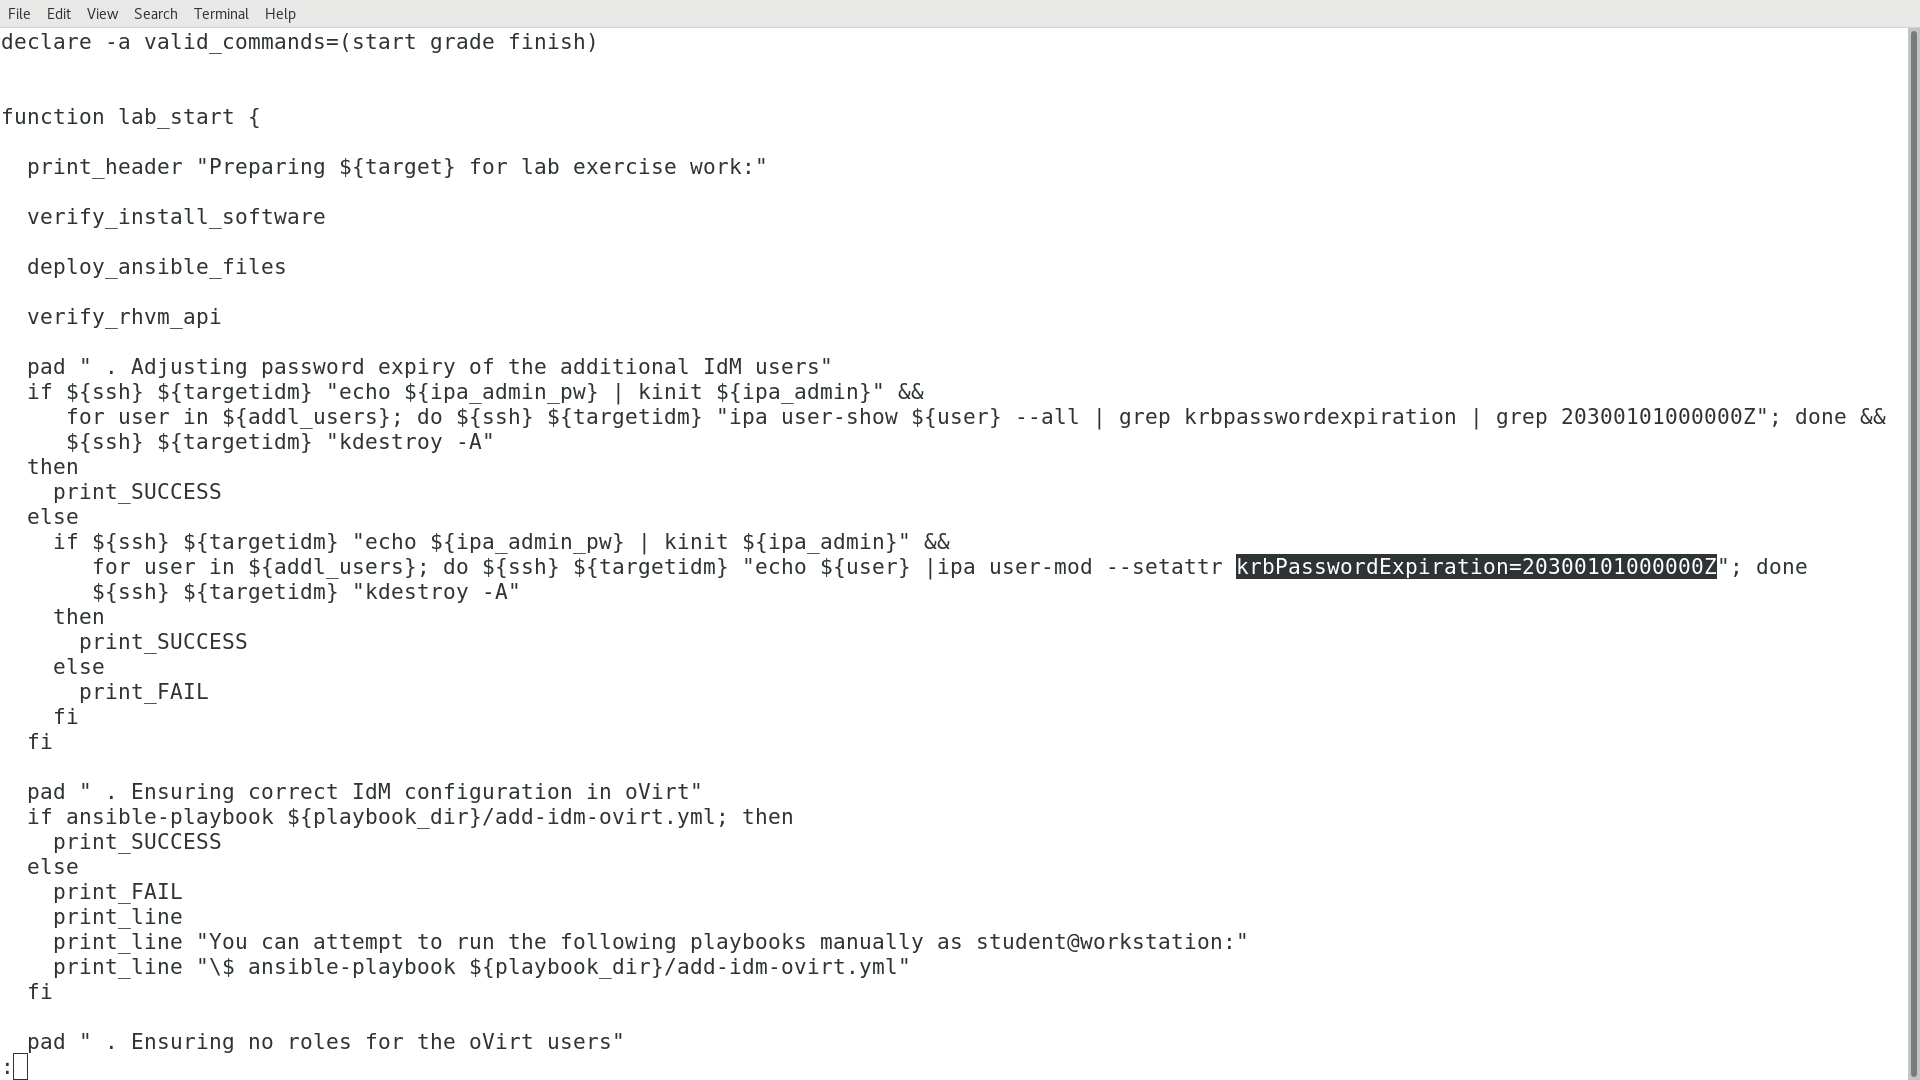 File Edit View Search Terminal Help
declare -a valid_commands=(start grade finish)
function lab_start {
  print_header "Preparing ${target} for lab exercise work:"
  verify_install_software
  deploy_ansible_files
  verify_rhvm_api
  pad " . Adjusting password expiry of the additional IdM users"
  if ${ssh} ${targetidm} "echo ${ipa_admin_pw} | kinit ${ipa_admin}" &&
     for user in ${addl_users}; do ${ssh} ${targetidm} "ipa user-show ${user} --all | grep krbpasswordexpiration | grep 20300101000000Z"; done &&
     ${ssh} ${targetidm} "kdestroy -A"
  then
    print_SUCCESS
  else
    if ${ssh} ${targetidm} "echo ${ipa_admin_pw} | kinit ${ipa_admin}" &&
       for user in ${addl_users}; do ${ssh} ${targetidm} "echo ${user} |ipa user-mod --setattr krbPasswordExpiration=20300101000000Z"; done
       ${ssh} ${targetidm} "kdestroy -A"
    then
      print_SUCCESS
    else
      print_FAIL
    fi
  fi
  pad " . Ensuring correct IdM configuration in oVirt"
  if ansible-playbook ${playbook_dir}/add-idm-ovirt.yml; then
    print_SUCCESS
  else
    print_FAIL
    print_line
    print_line "You can attempt to run the following playbooks manually as student@workstation:"
    print_line "\$ ansible-playbook ${playbook_dir}/add-idm-ovirt.yml"
  fi
  pad " . Ensuring no roles for the oVirt users"
: